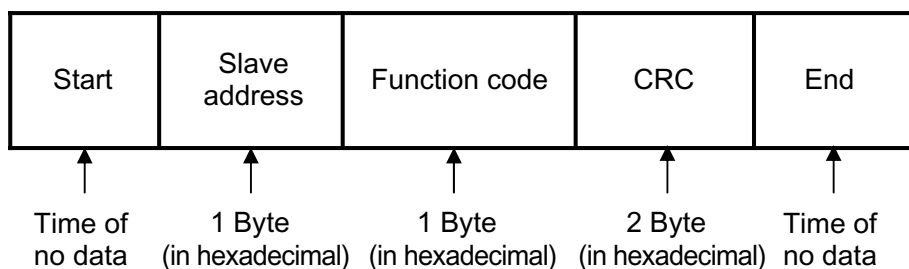 Start
Slave
address
Function code
CRC
End
Time of
no data
1 Byte
(in hexadecimal)
1 Byte
(in hexadecimal)
2 Byte
(in hexadecimal)
Time of
no data